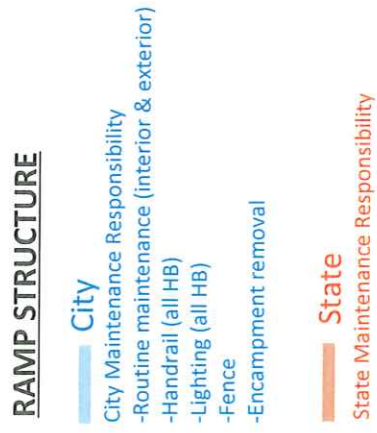 RAMP STRUCTURE
City
City Maintenance Responsibility
-Routine maintenance (interior & exterior)
-Handrail (all HB)
-Lighting (all HB)
-Fence
-Encampment removal
State
State Maintenance Responsibility